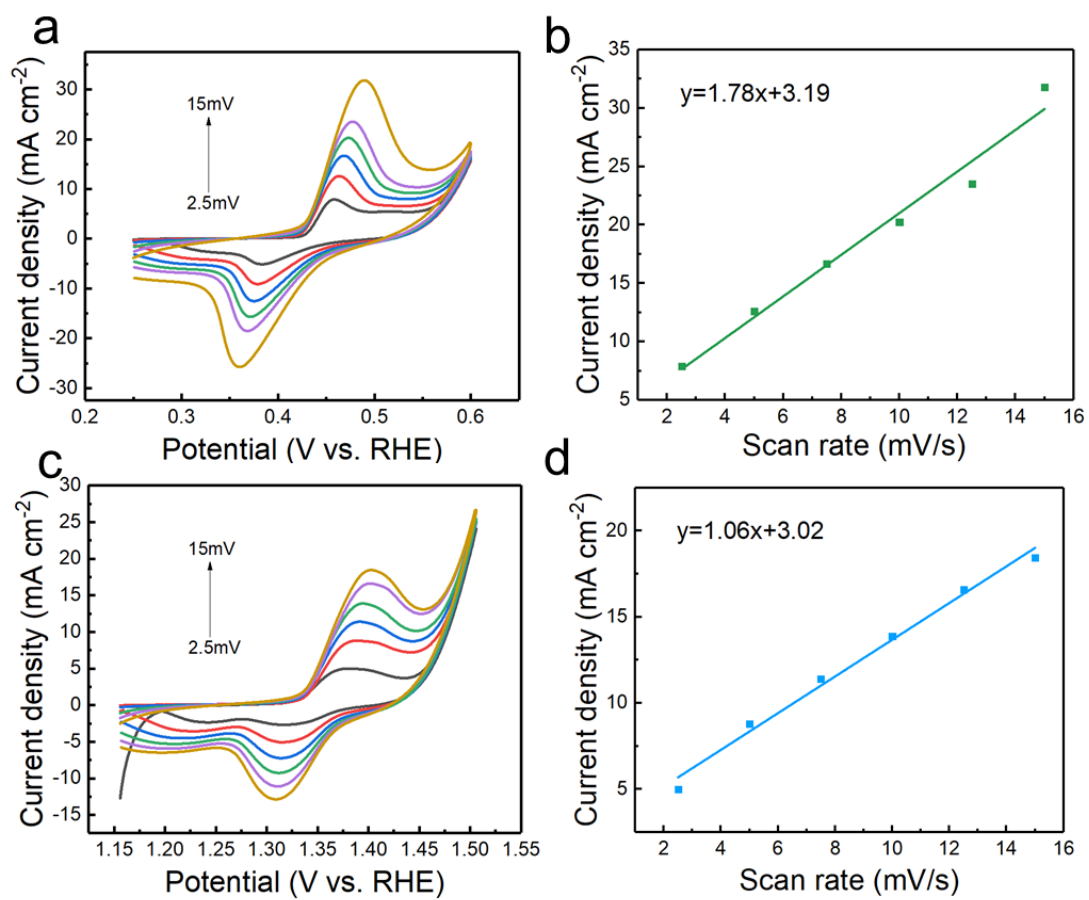 a
Current density (mA cm-2)
30
20
10
0
-10
-20
-30
15mV
2.5mV
0.2 0.3 0.4 0.5 0.6
Potential (V vs. RHE)
b
Current density (mA cm-2)
35
30
25
20
15
10
5
y=1.78x+3.19
2 4 6 8 10 12 14 16
Scan rate (mV/s)
c
Current density (mA cm-2)
30
25
20
15
10
5
0
-5
-10
-15
15mV
2.5mV
1.15 1.20 1.25 1.30 1.35 1.40 1.45 1.50 1.55
Potential (V vs. RHE)
d
Current density (mA cm-2)
20
15
10
5
y=1.06x+3.02
2 4 6 8 10 12 14 16
Scan rate (mV/s)